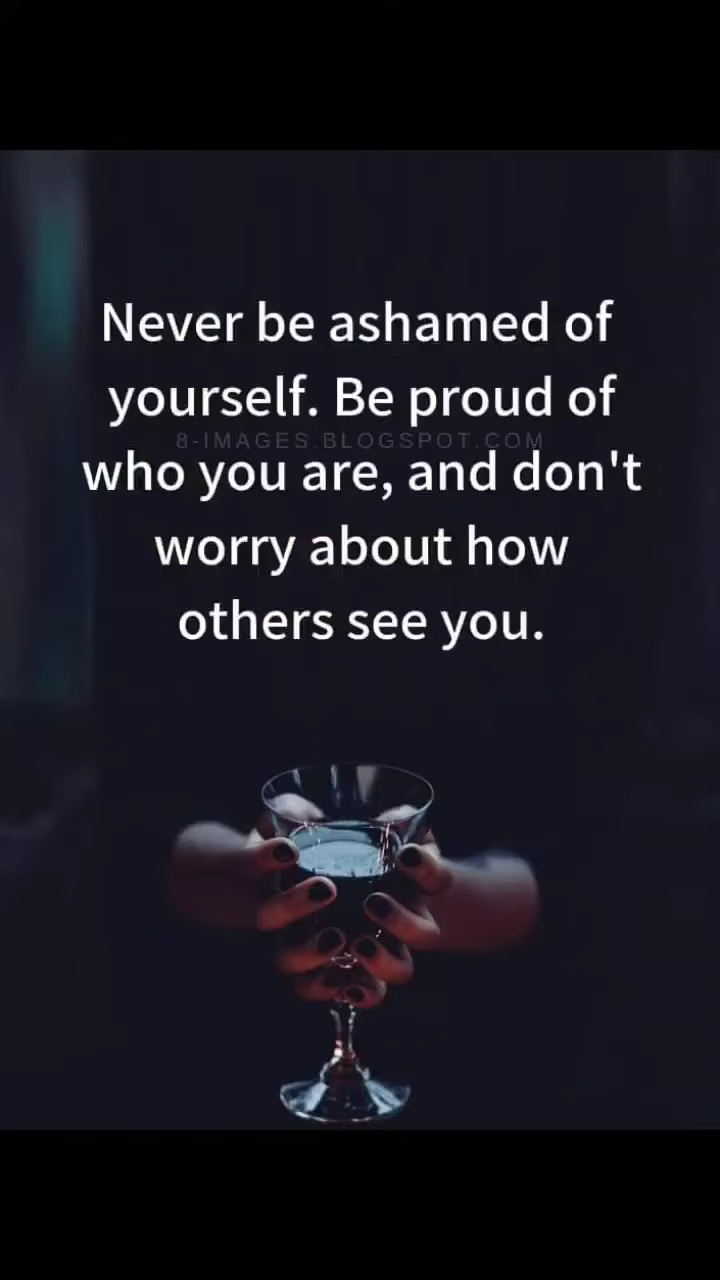 Never be ashamed of
yourself. Be proud of
8-IMAGES.BLOGSPOT.COM
who you are, and don't
worry about how
others see you.